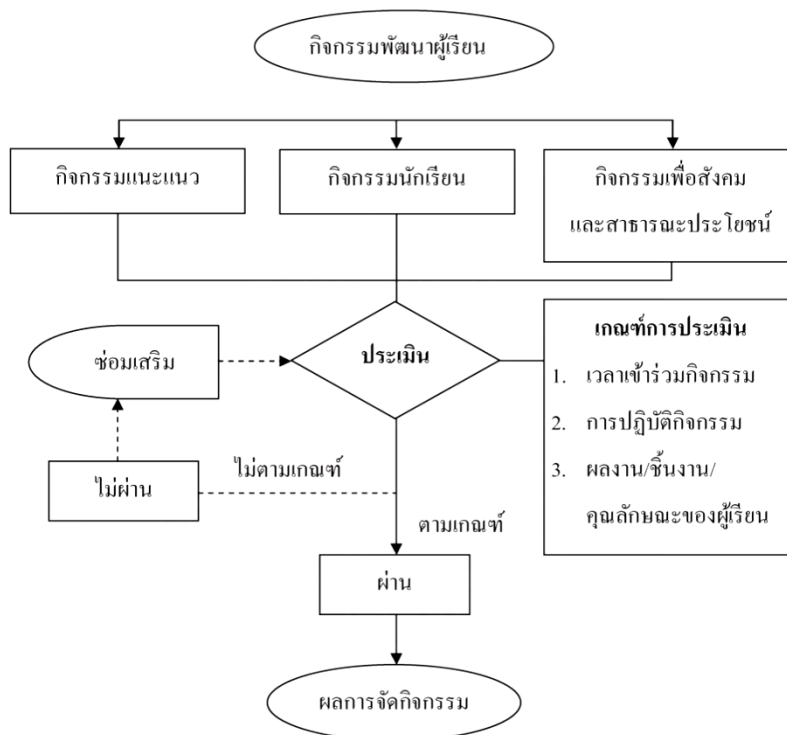 กิจกรรมพัฒนาผู้เรียน
กิจกรรมแนะแนว
กิจกรรมนักเรียน
กิจกรรมเพื่อสังคม
และสาธารณะประโยชน์
ซ่อมเสริม
ประเมิน
เกณฑ์การประเมิน
1. เวลาเข้าร่วมกิจกรรม
2. การปฏิบัติกิจกรรม
3. ผลงาน/ชิ้นงาน/
คุณลักษณะของผู้เรียน
ไม่ผ่าน
ไม่ตามเกณฑ์
ตามเกณฑ์
ผ่าน
ผลการจัดกิจกรรม